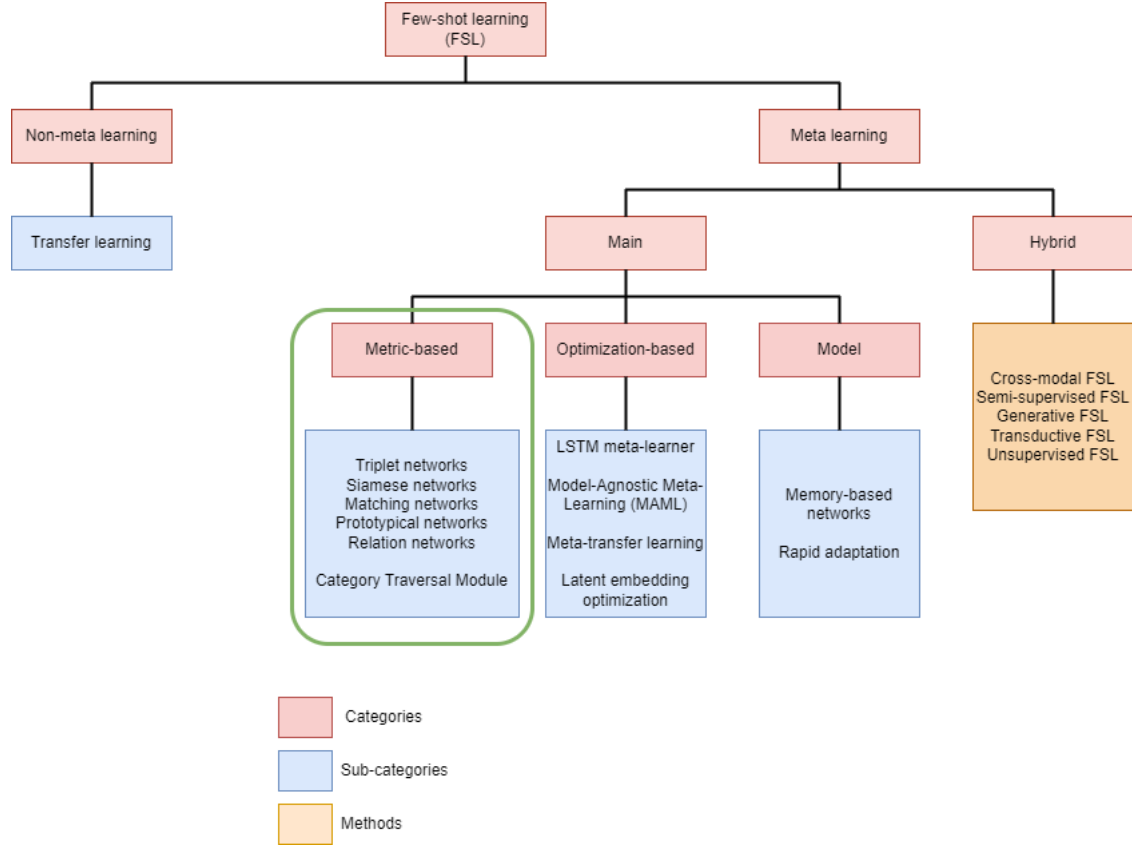 Few-shot learning
(FSL)
Non-meta learning
Meta learning
Transfer learning
Main
Hybrid
Metric-based
Optimization-based
Model
Triplet networks
Siamese networks
Matching networks
Prototypical networks
Relation networks
Category Traversal Module
LSTM meta-learner
Model-Agnostic Meta-
Learning (MAML)
Meta-transfer learning
Latent embedding
optimization
Memory-based
networks
Rapid adaptation
Cross-modal FSL
Semi-supervised FSL
Generative FSL
Transductive FSL
Unsupervised FSL
Categories
Sub-categories
Methods